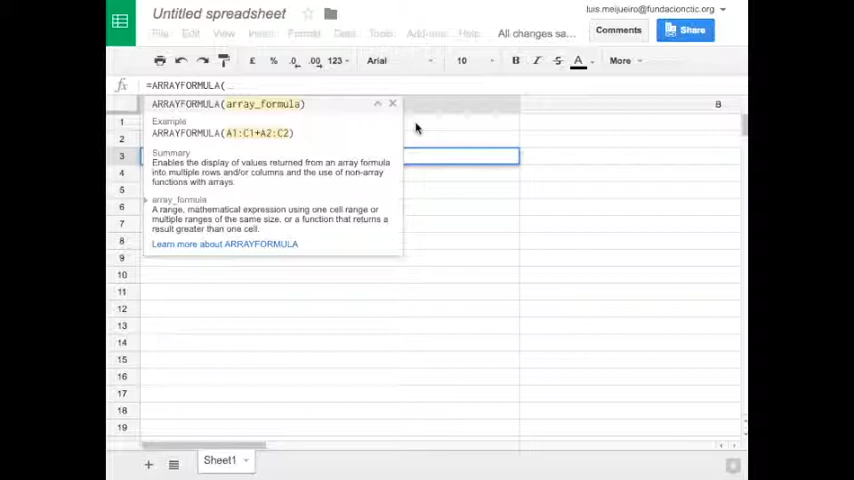 Untitled spreadsheet
luis.meijueiro@fundacionctic.org
File Edit View Insert Format Data Tools Add-ons Help All changes sa...
Comments
Share
£ % .0 .00 123 Arial 10 B I S A More
fx =ARRAYFORMULA(
ARRAYFORMULA(array_formula)
B
Example
ARRAYFORMULA(A1:C1+A2:C2)
Summary
Enables the display of values returned from an array formula
into multiple rows and/or columns and the use of non-array
functions with arrays.
array_formula
A range, mathematical expression using one cell range or
multiple ranges of the same size, or a function that returns a
result greater than one cell.
Learn more about ARRAYFORMULA
1
2
3
4
5
6
7
8
9
10
11
12
13
14
15
16
17
18
19
Sheet1